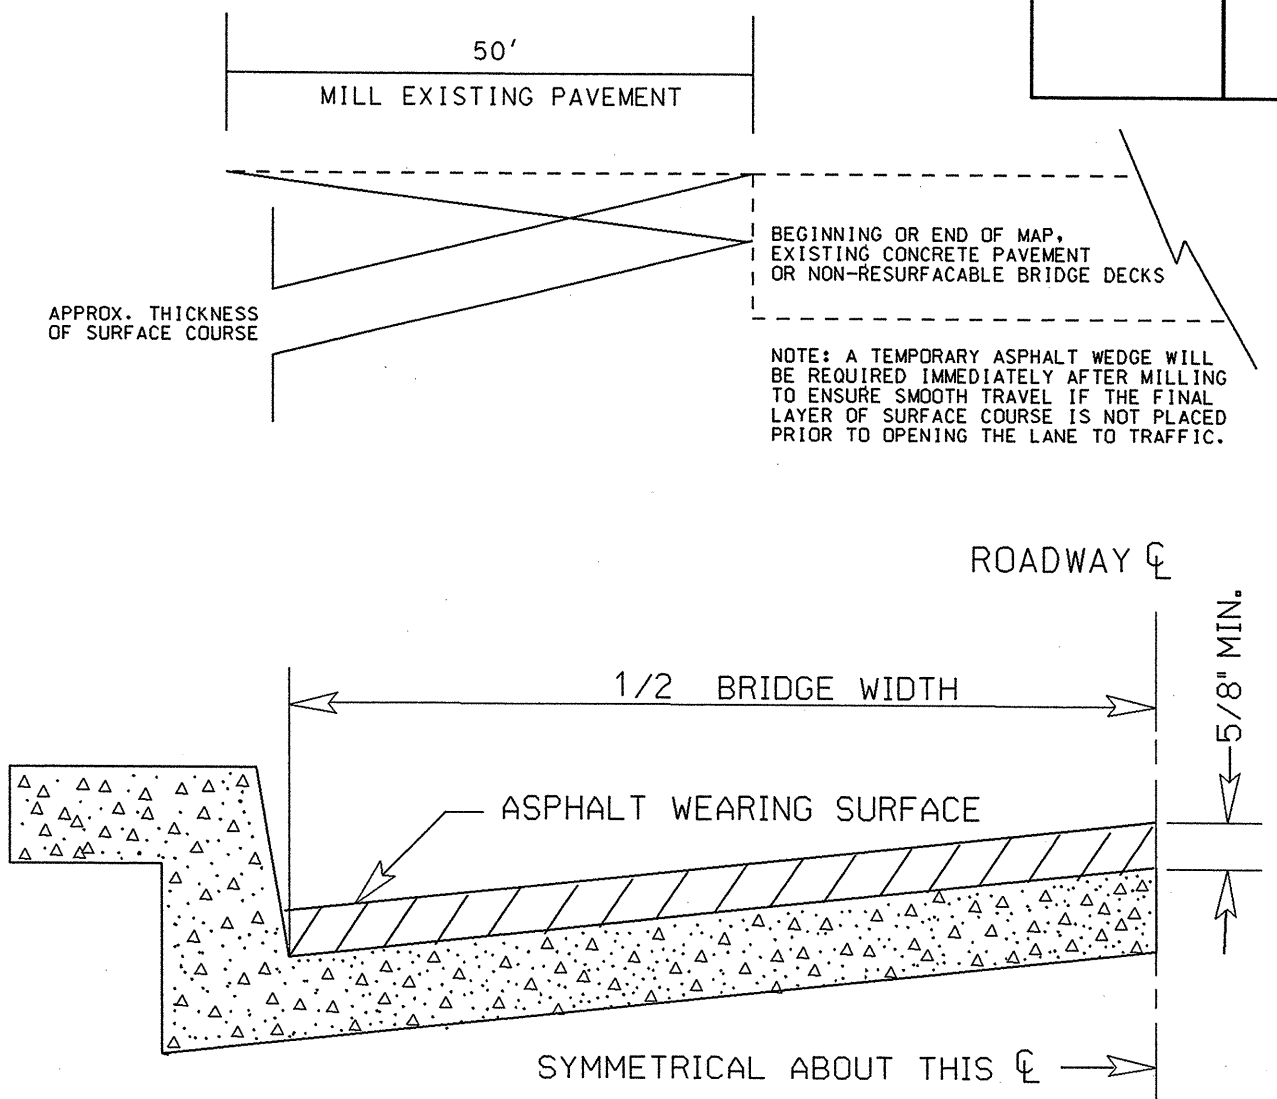 50'
MILL EXISTING PAVEMENT
BEGINNING OR END OF MAP,
EXISTING CONCRETE PAVEMENT
OR NON-RESURFACABLE BRIDGE DECKS
APPROX. THICKNESS
OF SURFACE COURSE
NOTE: A TEMPORARY ASPHALT WEDGE WILL
BE REQUIRED IMMEDIATELY AFTER MILLING
TO ENSURE SMOOTH TRAVEL IF THE FINAL
LAYER OF SURFACE COURSE IS NOT PLACED
PRIOR TO OPENING THE LANE TO TRAFFIC.
ROADWAY ℄
5/8" MIN.
1/2 BRIDGE WIDTH
ASPHALT WEARING SURFACE
SYMMETRICAL ABOUT THIS ℄